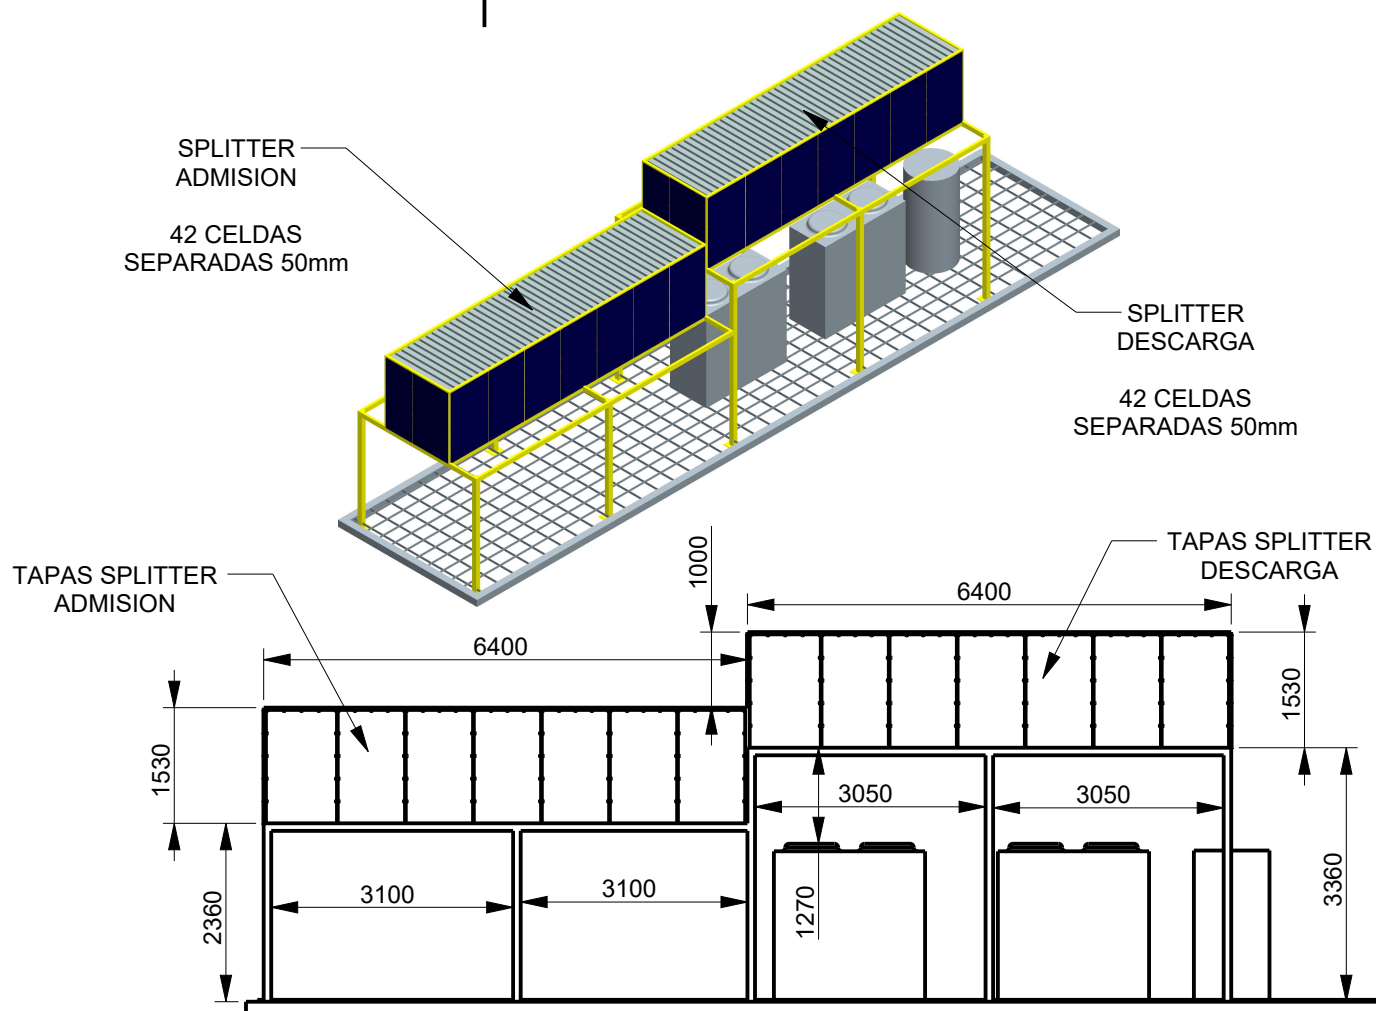 SPLITTER
ADMISION
42 CELDAS
SEPARADAS 50mm
SPLITTER
DESCARGA
42 CELDAS
SEPARADAS 50mm
TAPAS SPLITTER
ADMISION
TAPAS SPLITTER
DESCARGA
1000
6400
6400
1530
1530
3050
3050
3100
3100
1270
2360
3360